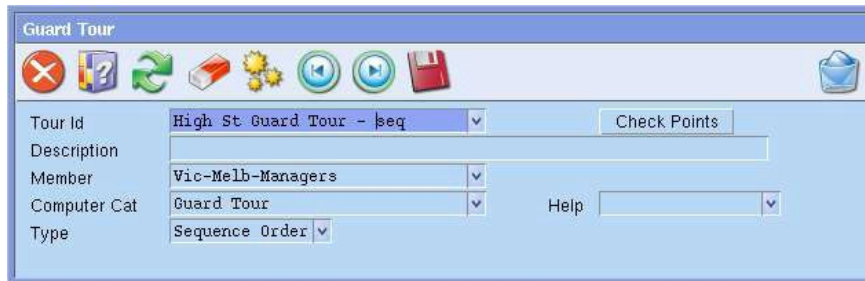 Guard Tour
Tour Id High St Guard Tour - seq Check Points
Description
Member Vic-Melb-Managers
Computer Cat Guard Tour Help
Type Sequence Order